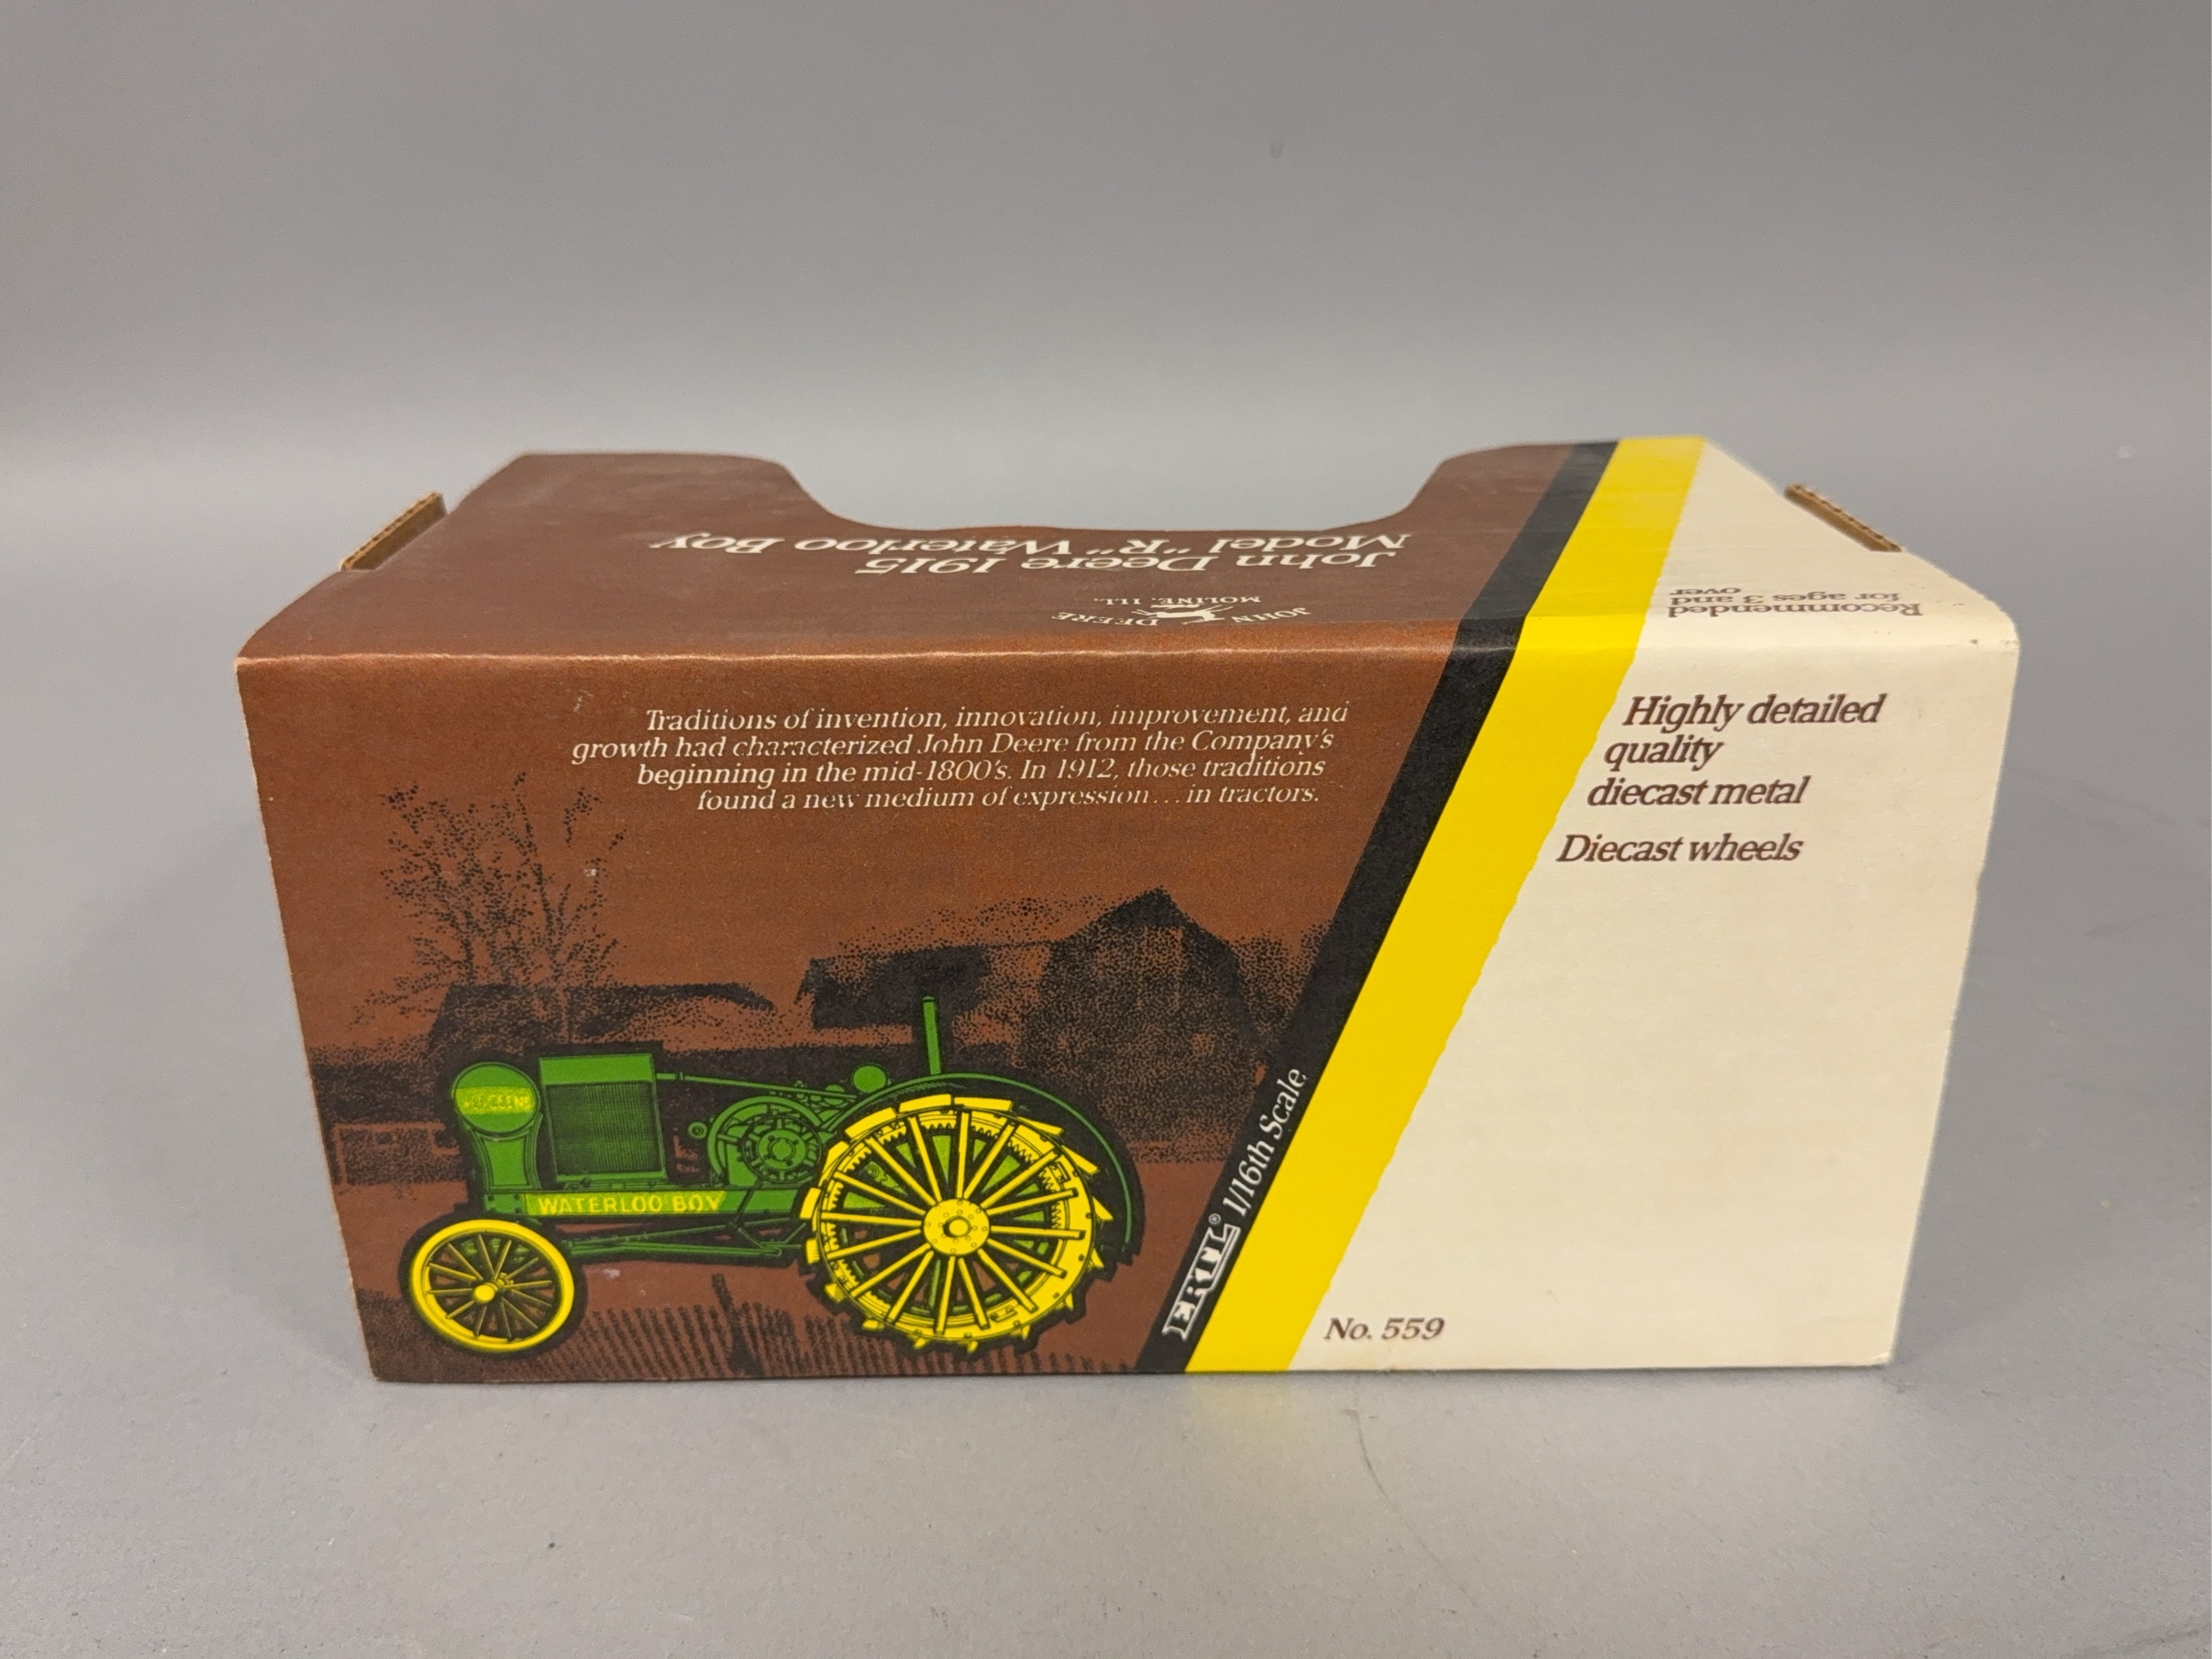 John Deere 1915
Model "R" Waterloo Boy
JOHN DEERE
MOLINE, ILL.
Recommended
for ages 3 and
over
Traditions of invention, innovation, improvement, and
growth had characterized John Deere from the Company's
beginning in the mid-1800's. In 1912, those traditions
found a new medium of expression...in tractors.
Highly detailed
quality
diecast metal
Diecast wheels
WATERLOO BOY
ERTL® 1/16th Scale
No. 559